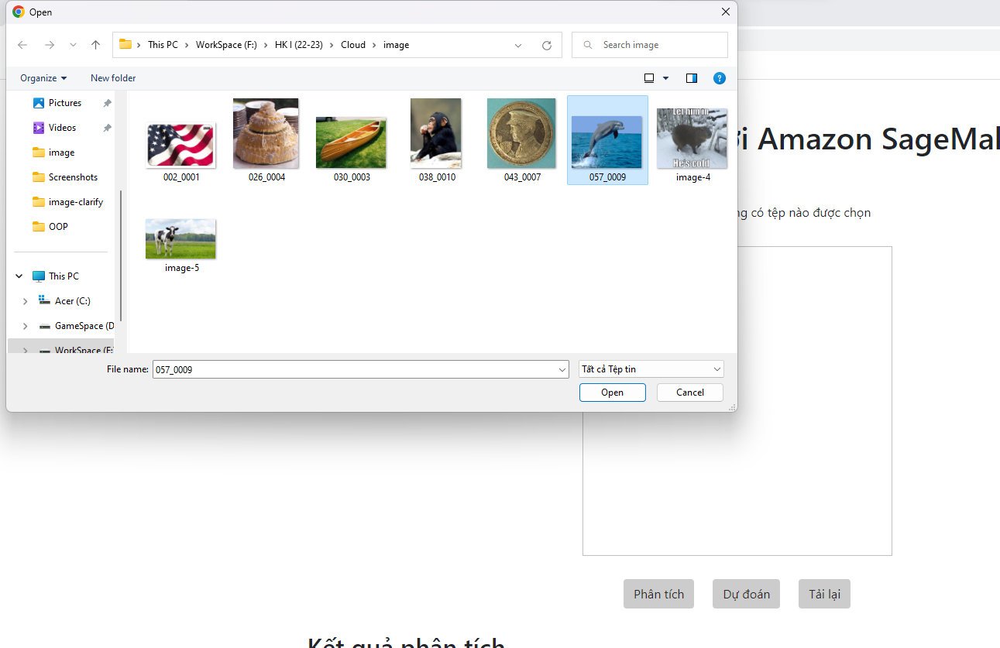 Open
This PC > WorkSpace (F:) > HK I (22-23) > Cloud > image
Search image
Organize
New folder
Pictures
Videos
image
Screenshots
image-clarify
OOP
This PC
Acer (C:)
GameSpace (D
WorkSpace (F:
002_0001
026_0004
030_0003
038_0010
043_0007
057_0009
Let him in
He's cold
image-4
image-5
File name:
057_0009
Tất cả Tệp tin
Open
Cancel
Amazon SageMa
có tệp nào được chọn
Phân tích
Dự đoán
Tải lại
Kết quả phân tích